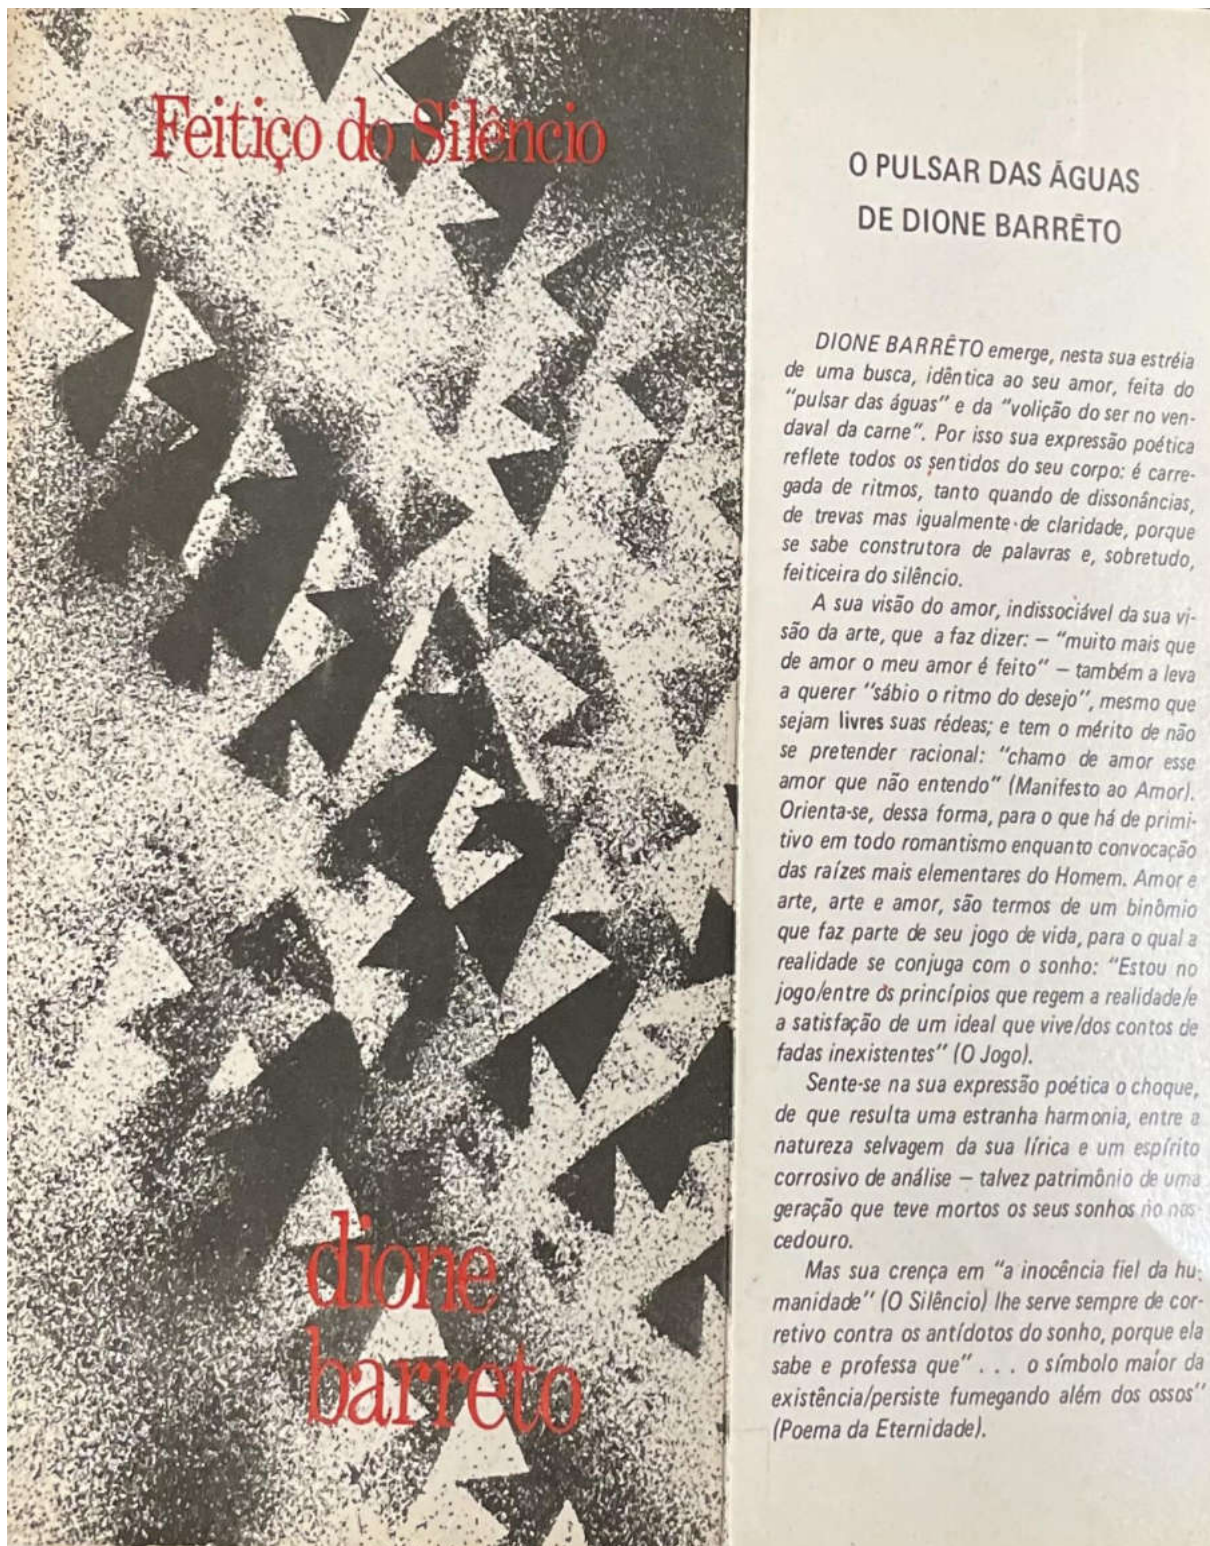 Feitiço do Silêncio
dione
barreto
O PULSAR DAS ÁGUAS
DE DIONE BARRÊTO
DIONE BARRÊTO emerge, nesta sua estréia
de uma busca, idêntica ao seu amor, feita do
"pulsar das águas" e da "volição do ser no ven-
daval da carne". Por isso sua expressão poética
reflete todos os sentidos do seu corpo: é carre-
gada de ritmos, tanto quando de dissonâncias,
de trevas mas igualmente de claridade, porque
se sabe construtora de palavras e, sobretudo,
feiticeira do silêncio.
A sua visão do amor, indissociável da sua vi-
são da arte, que a faz dizer: — "muito mais que
de amor o meu amor é feito" — também a leva
a querer "sábio o ritmo do desejo", mesmo que
sejam livres suas rédeas; e tem o mérito de não
se pretender racional: "chamo de amor esse
amor que não entendo" (Manifesto ao Amor).
Orienta-se, dessa forma, para o que há de primi-
tivo em todo romantismo enquanto convocação
das raízes mais elementares do Homem. Amor e
arte, arte e amor, são termos de um binômio
que faz parte de seu jogo de vida, para o qual a
realidade se conjuga com o sonho: "Estou no
jogo/entre os princípios que regem a realidade/e
a satisfação de um ideal que vive/dos contos de
fadas inexistentes" (O Jogo).
Sente-se na sua expressão poética o choque,
de que resulta uma estranha harmonia, entre a
natureza selvagem da sua lírica e um espírito
corrosivo de análise — talvez patrimônio de uma
geração que teve mortos os seus sonhos no nas-
cedouro.
Mas sua crença em "a inocência fiel da hu-
manidade" (O Silêncio) lhe serve sempre de cor-
retivo contra os antídotos do sonho, porque ela
sabe e professa que" . . . o símbolo maior da
existência/persiste fumegando além dos ossos"
(Poema da Eternidade).